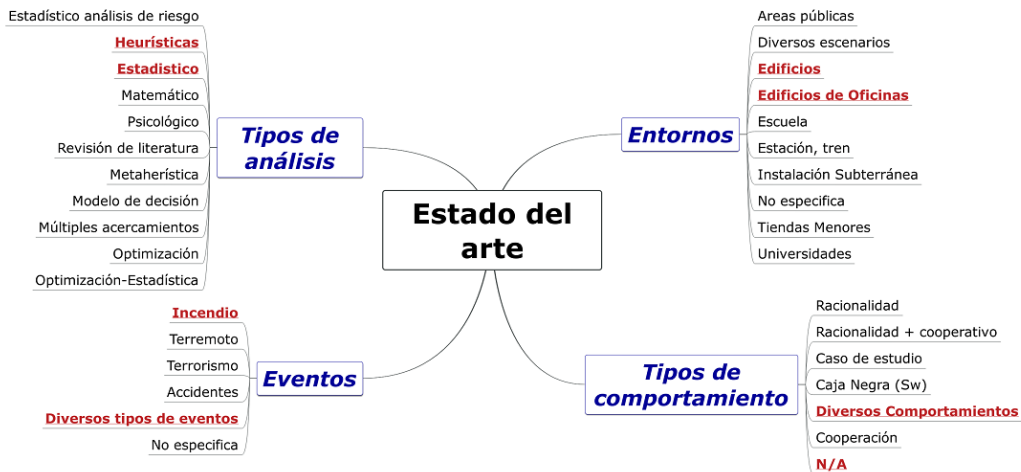 Estado del
arte
Tipos de
análisis
Estadístico análisis de riesgo
Heurísticas
Estadistico
Matemático
Psicológico
Revisión de literatura
Metaherística
Modelo de decisión
Múltiples acercamientos
Optimización
Optimización-Estadística
Entornos
Areas públicas
Diversos escenarios
Edificios
Edificios de Oficinas
Escuela
Estación, tren
Instalación Subterránea
No especifica
Tiendas Menores
Universidades
Eventos
Incendio
Terremoto
Terrorismo
Accidentes
Diversos tipos de eventos
No especifica
Tipos de
comportamiento
Racionalidad
Racionalidad + cooperativo
Caso de estudio
Caja Negra (Sw)
Diversos Comportamientos
Cooperación
N/A